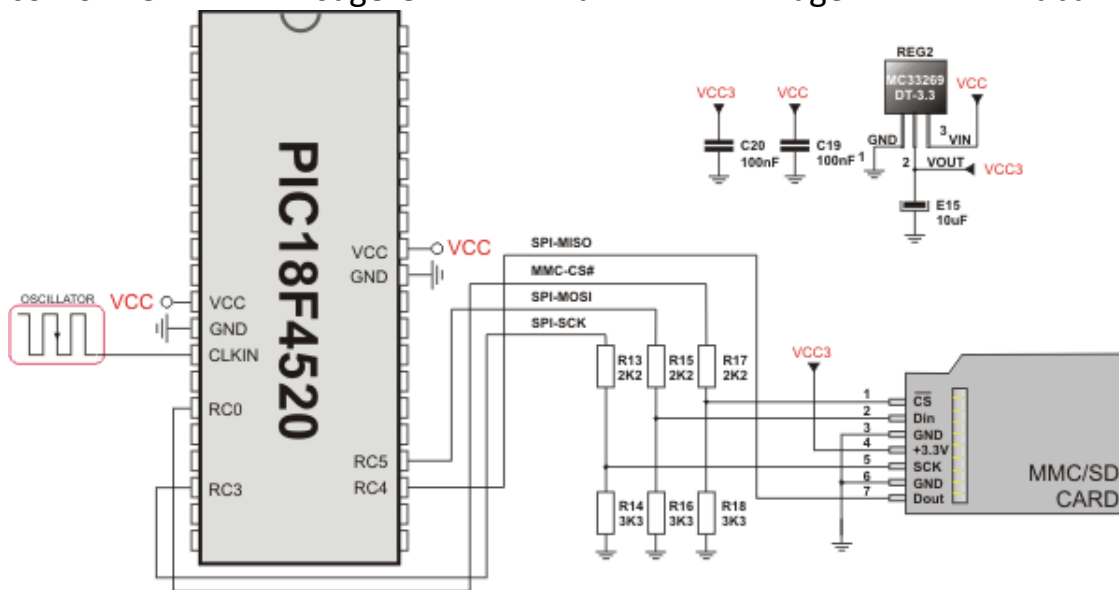 REG2
MC33269
DT-3.3
VCC
VCC3
VCC
GND
3
VIN
1
2
VOUT
VCC3
C20
100nF
C19
100nF
E15
10uF
PIC18F4520
VCC
GND
VCC
SPI-MISO
MMC-CS#
SPI-MOSI
SPI-SCK
OSCILLATOR
VCC
VCC
GND
CLKIN
RC0
RC3
RC5
RC4
R13
2K2
R15
2K2
R17
2K2
VCC3
R14
3K3
R16
3K3
R18
3K3
1
CS
2
Din
3
GND
4
+3.3V
5
SCK
6
GND
7
Dout
MMC/SD
CARD